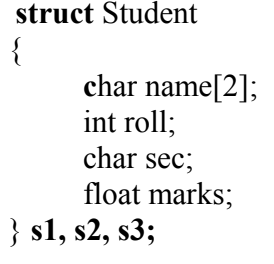 struct Student
{
char name[2];
int roll;
char sec;
float marks;
} s1, s2, s3;